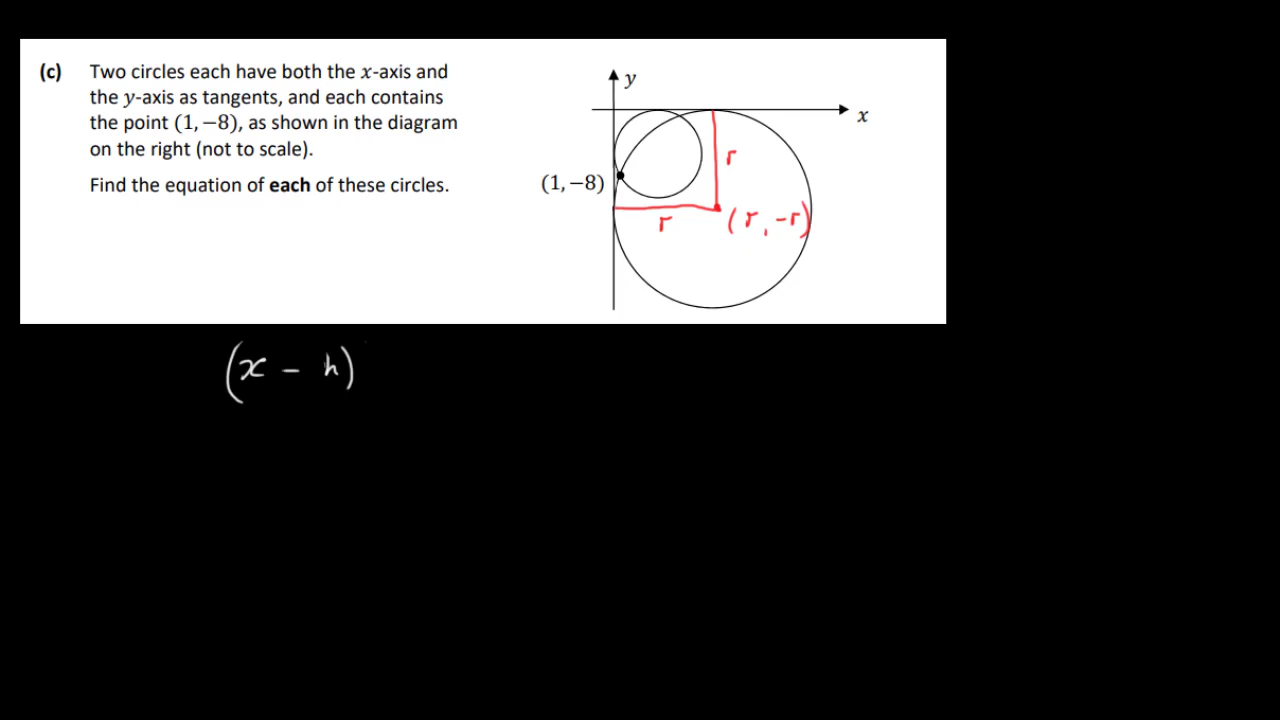 (c) Two circles each have both the x-axis and
the y-axis as tangents, and each contains
the point (1, −8), as shown in the diagram
on the right (not to scale).
Find the equation of each of these circles.
y
x
r
(1, −8)
r
(r, -r)
(x - h)